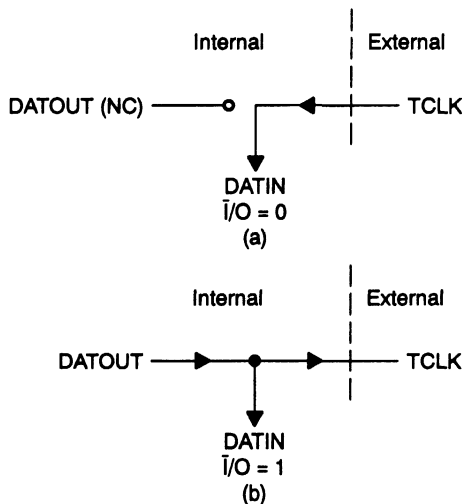 Internal External
DATOUT (NC) TCLK
DATIN
Ī/O = 0
(a)
Internal External
DATOUT TCLK
DATIN
Ī/O = 1
(b)